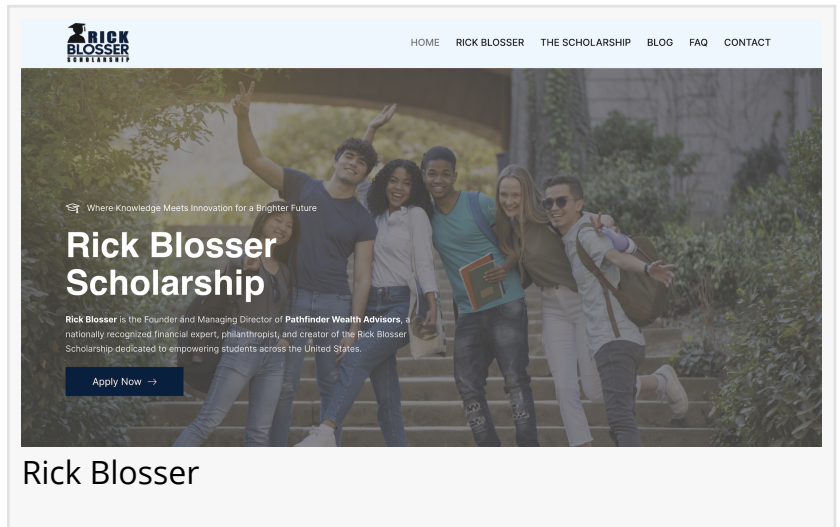 RICK
BLOSSER
SCHOLARSHIP
HOME RICK BLOSSER THE SCHOLARSHIP BLOG FAQ CONTACT
Where Knowledge Meets Innovation for a Brighter Future
Rick Blosser
Scholarship
Rick Blosser is the Founder and Managing Director of Pathfinder Wealth Advisors, a
nationally recognized financial expert, philanthropist, and creator of the Rick Blosser
Scholarship dedicated to empowering students across the United States.
Apply Now →
Rick Blosser